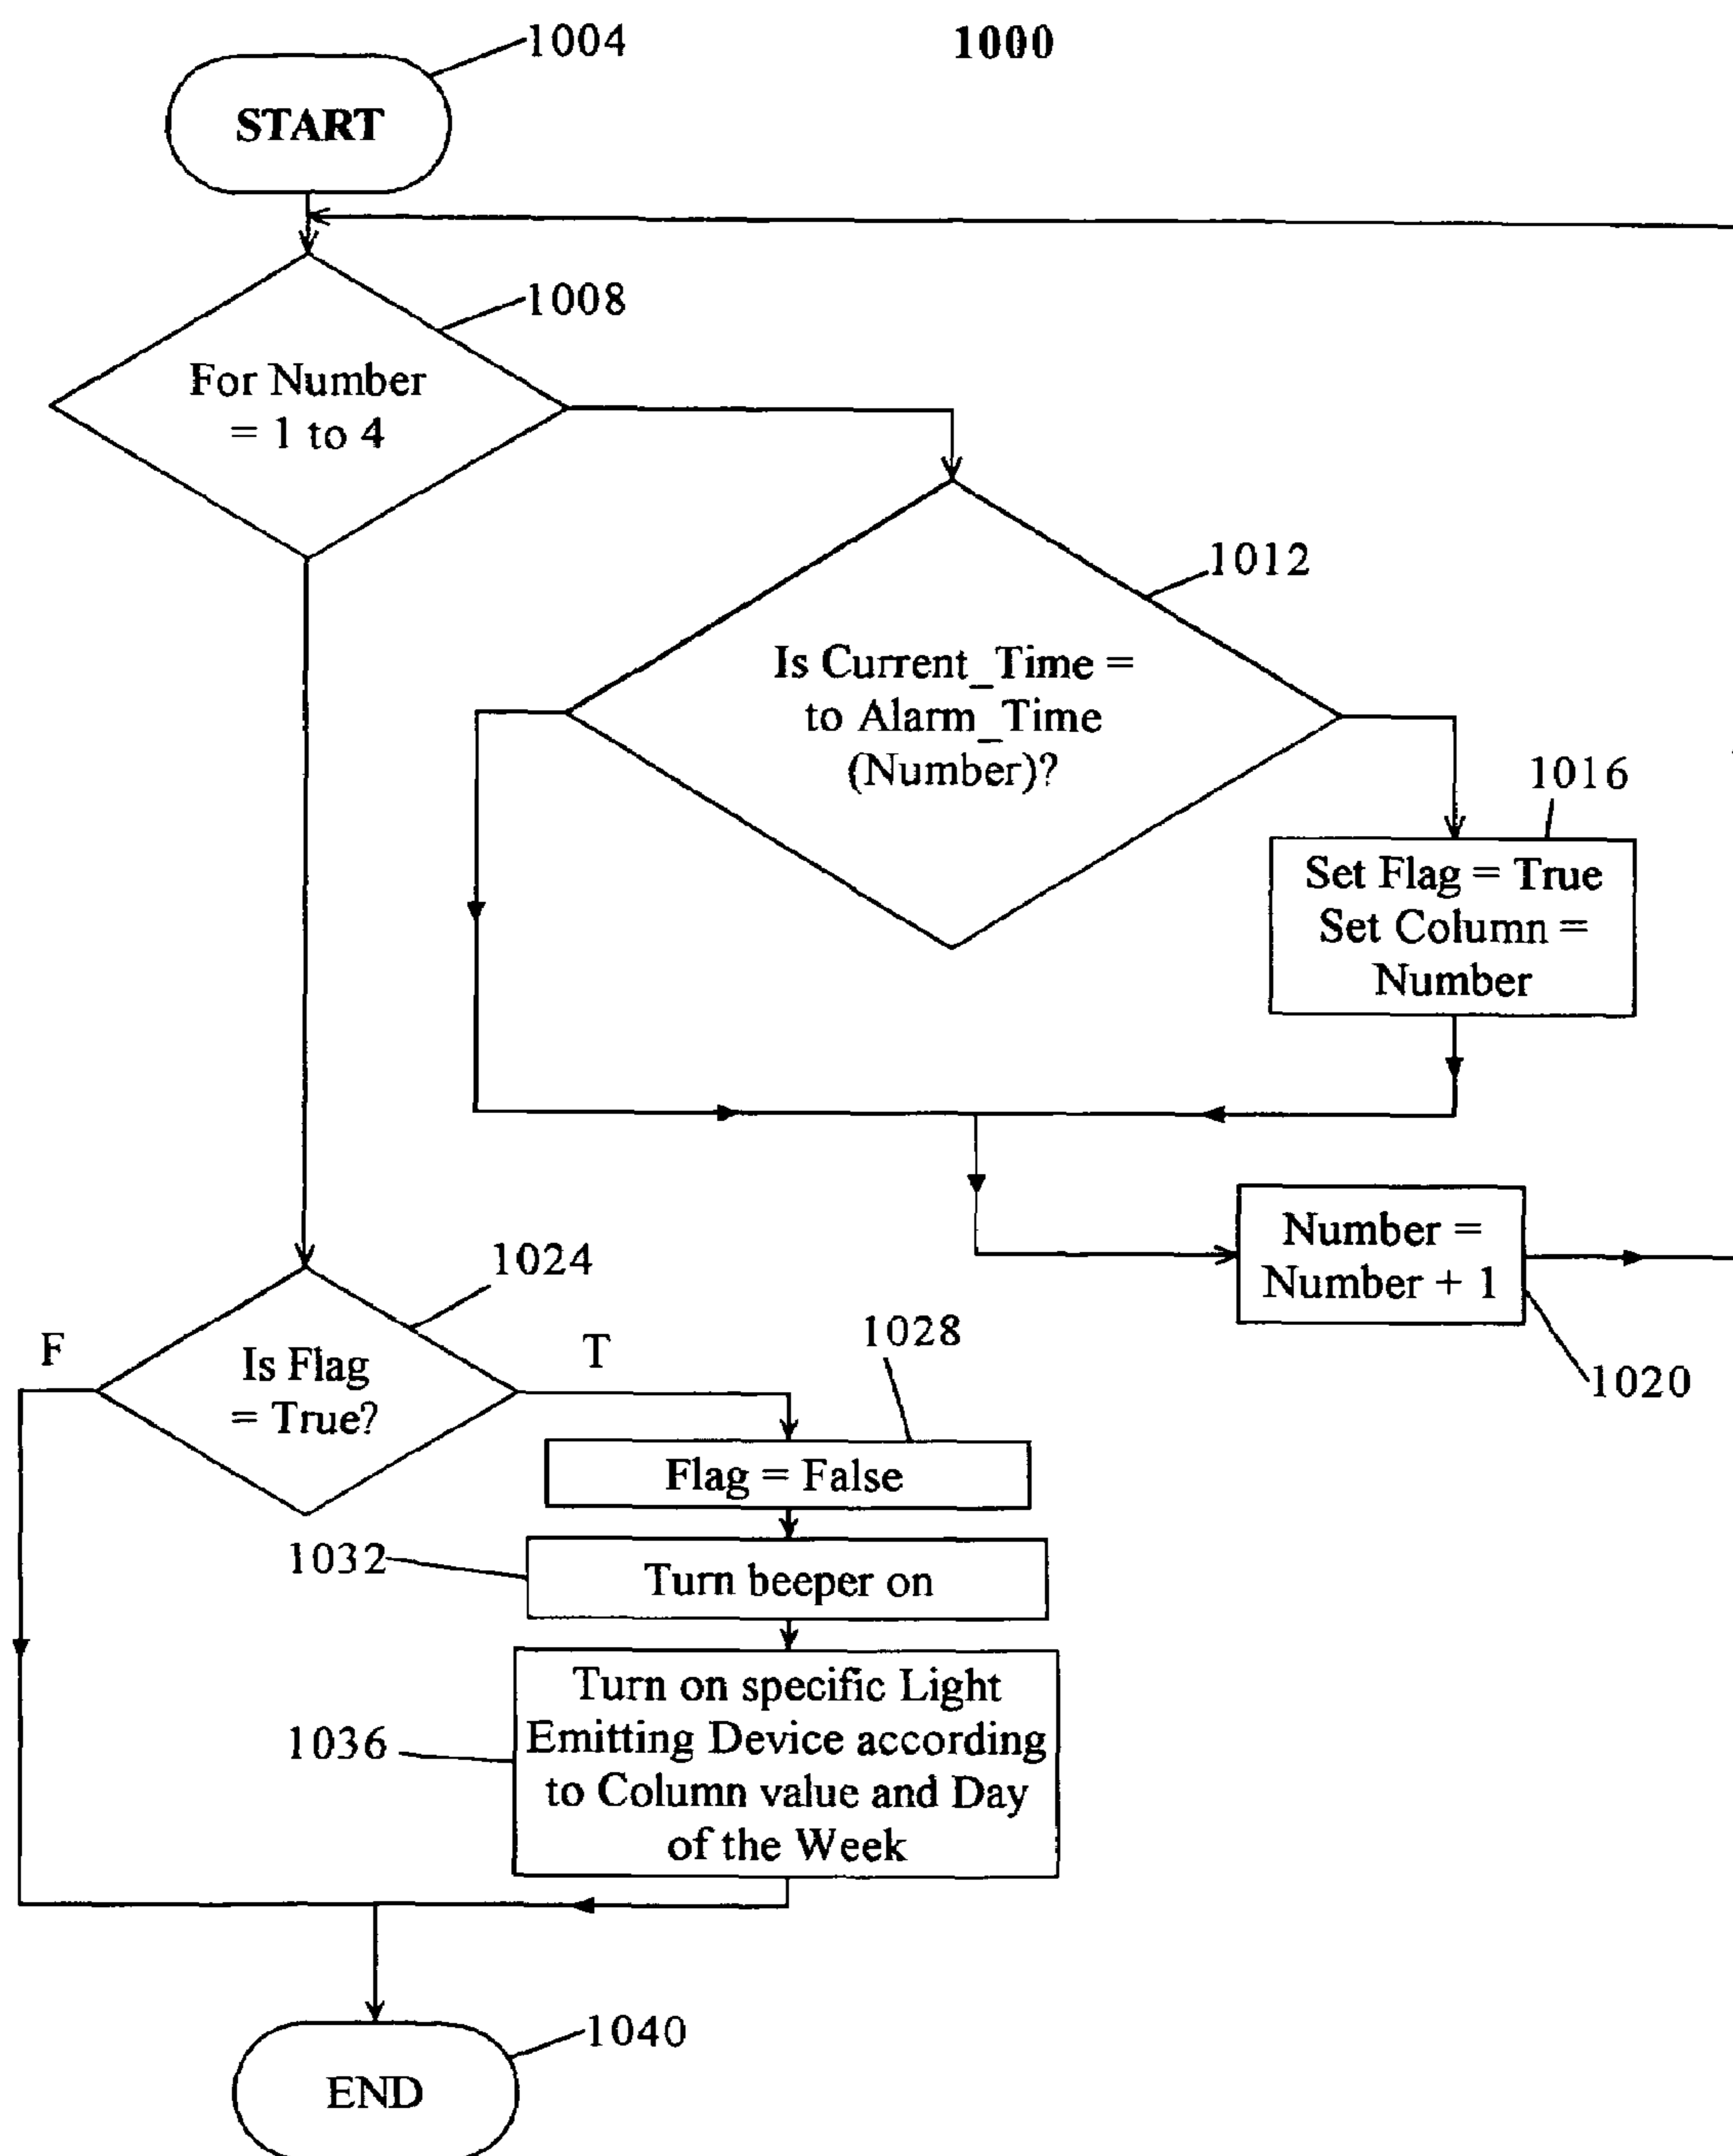 1004
1000
START
1008
For Number
= 1 to 4
1012
Is Current_Time =
to Alarm_Time
(Number)?
1016
Set Flag = True
Set Column =
Number
Number =
Number + 1
1020
1024
F
T
Is Flag
= True?
1028
Flag = False
1032
Turn beeper on
1036
Turn on specific Light
Emitting Device according
to Column value and Day
of the Week
1040
END